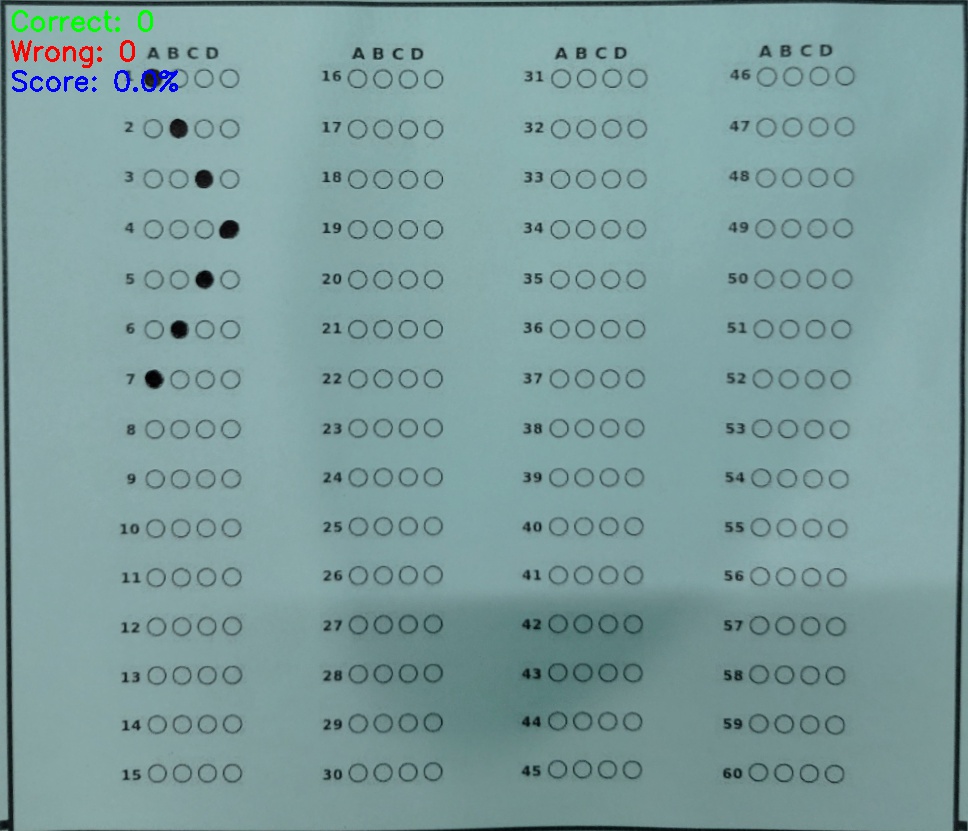 Correct: 0
Wrong: 0
Score: 0.0%
A B C D A B C D A B C D A B C D
16 31 46
2 17 32 47
3 18 33 48
4 19 34 49
5 20 35 50
6 21 36 51
7 22 37 52
8 23 38 53
9 24 39 54
10 25 40 55
11 26 41 56
12 27 42 57
13 28 43 58
14 29 44 59
15 30 45 60